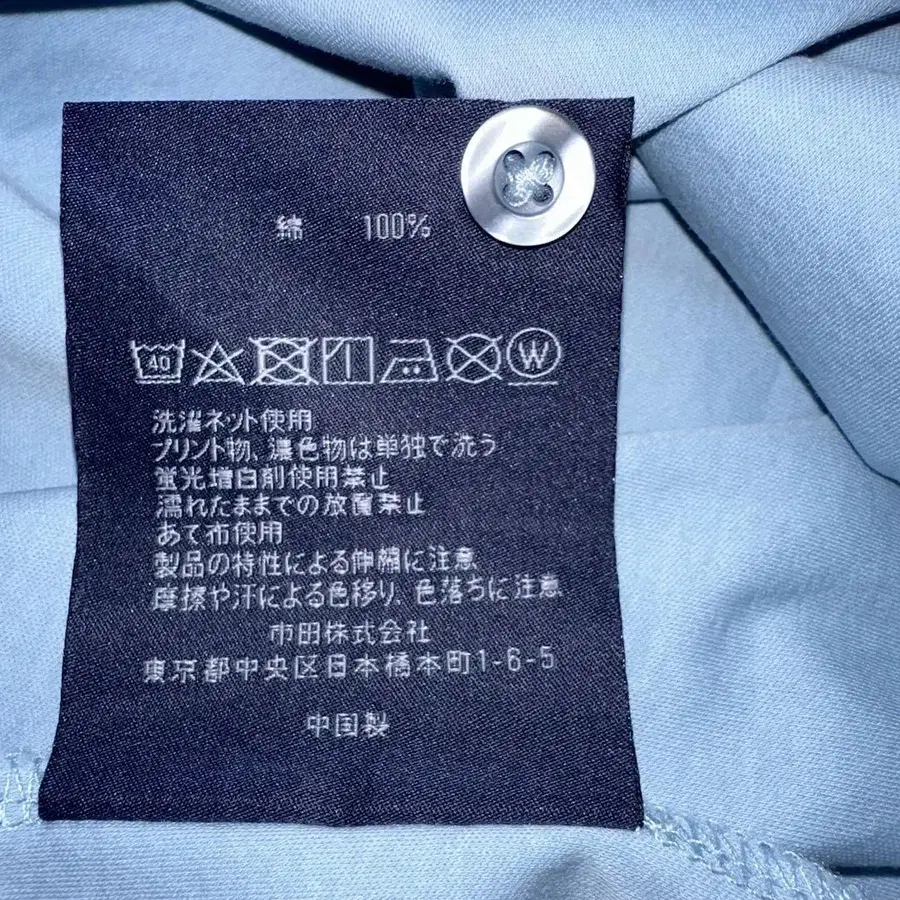 綿 100%
40 W
洗濯ネット使用
プリント物、濃色物は単独で洗う
蛍光増白剤使用禁止
濡れたままでの放置禁止
あて布使用
製品の特性による伸縮に注意
摩擦や汗による色移り、色落ちに注意
市田株式会社
東京都中央区日本橋本町1-6-5
中国製